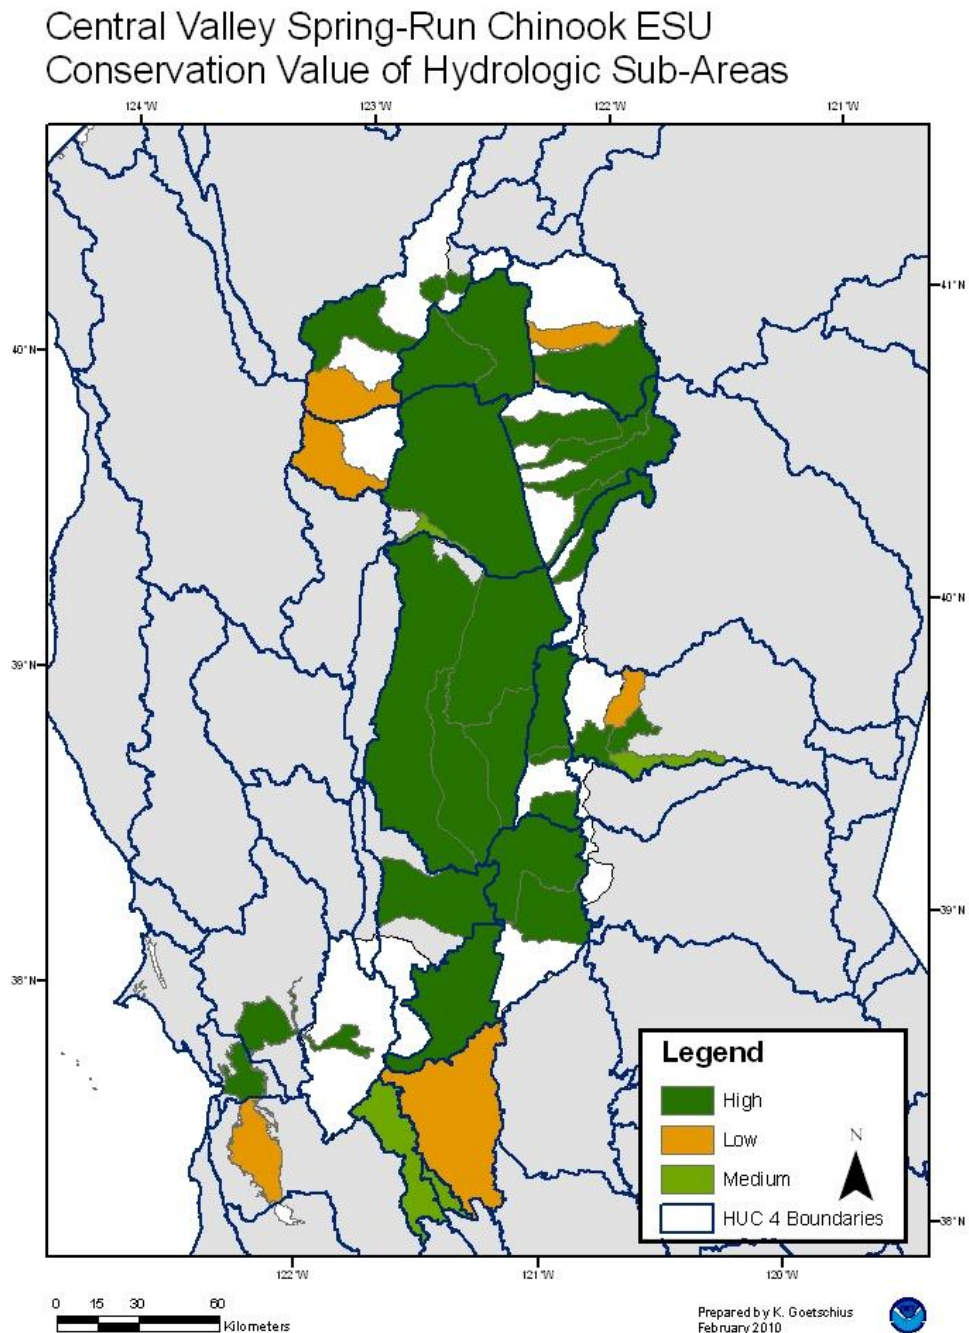 Central Valley Spring-Run Chinook ESU
Conservation Value of Hydrologic Sub-Areas
124°W 123°W 122°W 121°W
41°N
40°N
40°N
39°N
39°N
38°N
Legend
High
Low
Medium
HUC 4 Boundaries
N
38°N
122°W 121°W 120°W
0 15 30 60
Kilometers
Prepared by K. Goetschius
February 2010